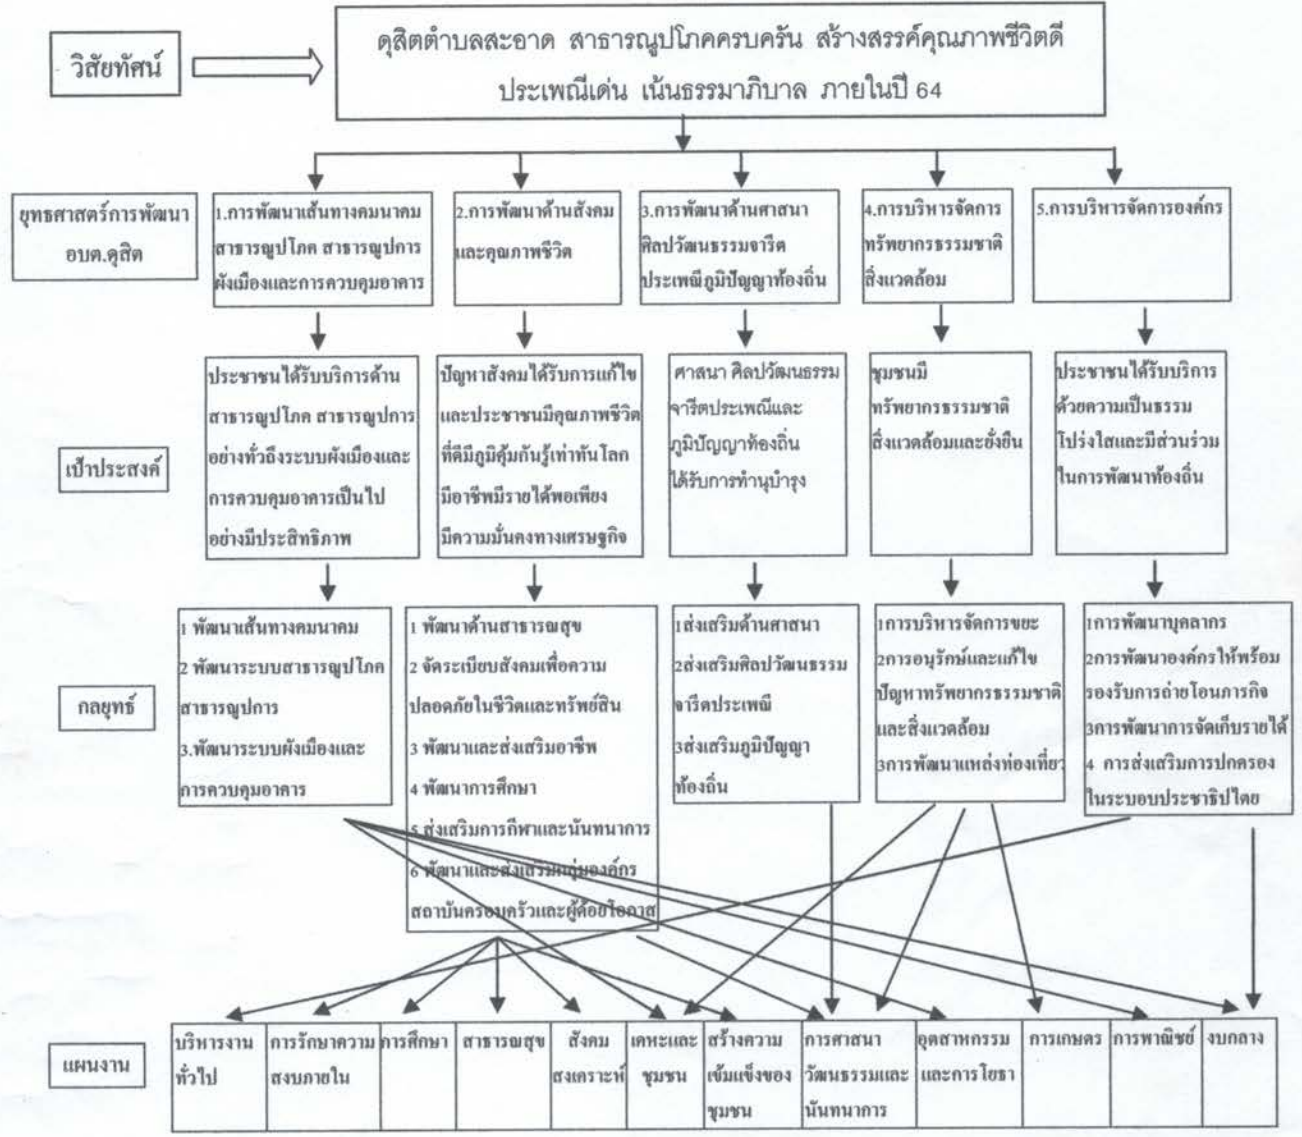 วิสัยทัศน์
ดุสิตตำบลสะอาด สาธารณูปโภคครบครัน สร้างสรรค์คุณภาพชีวิตดี
ประเพณีเด่น เน้นธรรมาภิบาล ภายในปี 64
ยุทธศาสตร์การพัฒนา
อบต.ดุสิต
1.การพัฒนาเส้นทางคมนาคม
สาธารณูปโภค สาธารณูปการ
ผังเมืองและการควบคุมอาคาร
2.การพัฒนาด้านสังคม
และคุณภาพชีวิต
3.การพัฒนาด้านศาสนา
ศิลปวัฒนธรรมจารีต
ประเพณีภูมิปัญญาท้องถิ่น
4.การบริหารจัดการ
ทรัพยากรธรรมชาติ
สิ่งแวดล้อม
5.การบริหารจัดการองค์กร
เป้าประสงค์
ประชาชนได้รับบริการด้าน
สาธารณูปโภค สาธารณูปการ
อย่างทั่วถึงระบบผังเมืองและ
การควบคุมอาคารเป็นไป
อย่างมีประสิทธิภาพ
ปัญหาสังคมได้รับการแก้ไข
และประชาชนมีคุณภาพชีวิต
ที่ดีมีภูมิคุ้มกันรู้เท่าทันโลก
มีอาชีพมีรายได้พอเพียง
มีความมั่นคงทางเศรษฐกิจ
ศาสนา ศิลปวัฒนธรรม
จารีตประเพณีและ
ภูมิปัญญาท้องถิ่น
ได้รับการทำนุบำรุง
ชุมชนมี
ทรัพยากรธรรมชาติ
สิ่งแวดล้อมและยั่งยืน
ประชาชนได้รับบริการ
ด้วยความเป็นธรรม
โปร่งใสและมีส่วนร่วม
ในการพัฒนาท้องถิ่น
กลยุทธ์
1 พัฒนาเส้นทางคมนาคม
2 พัฒนาระบบสาธารณูปโภค
สาธารณูปการ
3.พัฒนาระบบผังเมืองและ
การควบคุมอาคาร
1 พัฒนาด้านสาธารณสุข
2 จัดระเบียบสังคมเพื่อความ
ปลอดภัยในชีวิตและทรัพย์สิน
3 พัฒนาและส่งเสริมอาชีพ
4 พัฒนาการศึกษา
5 ส่งเสริมการกีฬาและนันทนาการ
6 พัฒนาและส่งเสริมกลุ่มองค์กร
สถาบันครอบครัวและผู้ด้อยโอกาส
1ส่งเสริมด้านศาสนา
2ส่งเสริมศิลปวัฒนธรรม
จารีตประเพณี
3ส่งเสริมภูมิปัญญา
ท้องถิ่น
1การบริหารจัดการขยะ
2การอนุรักษ์และแก้ไข
ปัญหาทรัพยากรธรรมชาติ
และสิ่งแวดล้อม
3การพัฒนาแหล่งท่องเที่ยว
1การพัฒนาบุคลากร
2การพัฒนาองค์กรให้พร้อม
รองรับการถ่ายโอนภารกิจ
3การพัฒนาการจัดเก็บรายได้
4 การส่งเสริมการปกครอง
ในระบอบประชาธิปไตย
แผนงาน
บริหารงาน
ทั่วไป
การรักษาความ
สงบภายใน
การศึกษา
สาธารณสุข
สังคม
สงเคราะห์
เคหะและ
ชุมชน
สร้างความ
เข้มแข็งของ
ชุมชน
การศาสนา
วัฒนธรรมและ
นันทนาการ
อุตสาหกรรม
และการโยธา
การเกษตร
การพาณิชย์
งบกลาง